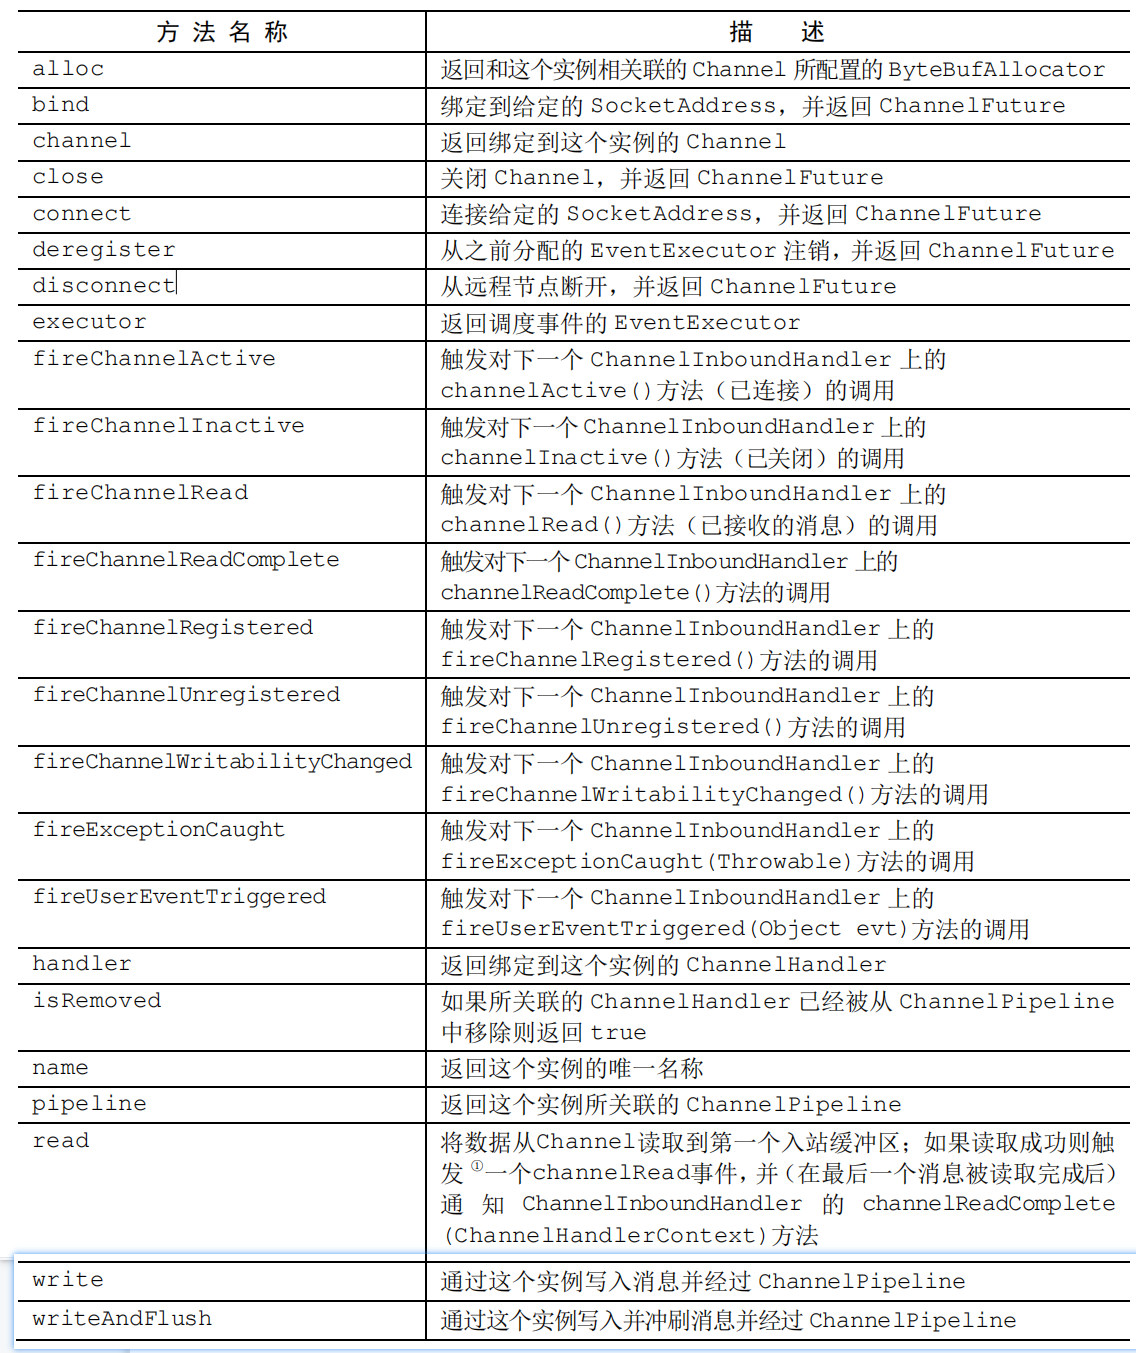 方 法 名 称 描 述
alloc 返回和这个实例相关联的 Channel 所配置的 ByteBufAllocator
bind 绑定到给定的 SocketAddress，并返回 ChannelFuture
channel 返回绑定到这个实例的 Channel
close 关闭 Channel，并返回 ChannelFuture
connect 连接给定的 SocketAddress，并返回 ChannelFuture
deregister 从之前分配的 EventExecutor 注销，并返回 ChannelFuture
disconnect 从远程节点断开，并返回 ChannelFuture
executor 返回调度事件的 EventExecutor
fireChannelActive 触发对下一个 ChannelInboundHandler 上的
channelActive()方法（已连接）的调用
fireChannelInactive 触发对下一个 ChannelInboundHandler 上的
channelInactive()方法（已关闭）的调用
fireChannelRead 触发对下一个 ChannelInboundHandler 上的
channelRead()方法（已接收的消息）的调用
fireChannelReadComplete 触发对下一个 ChannelInboundHandler 上的
channelReadComplete()方法的调用
fireChannelRegistered 触发对下一个 ChannelInboundHandler 上的
fireChannelRegistered()方法的调用
fireChannelUnregistered 触发对下一个 ChannelInboundHandler 上的
fireChannelUnregistered()方法的调用
fireChannelWritabilityChanged 触发对下一个 ChannelInboundHandler 上的
fireChannelWritabilityChanged()方法的调用
fireExceptionCaught 触发对下一个 ChannelInboundHandler 上的
fireExceptionCaught(Throwable)方法的调用
fireUserEventTriggered 触发对下一个 ChannelInboundHandler 上的
fireUserEventTriggered(Object evt)方法的调用
handler 返回绑定到这个实例的 ChannelHandler
isRemoved 如果所关联的 ChannelHandler 已经被从 ChannelPipeline
中移除则返回 true
name 返回这个实例的唯一名称
pipeline 返回这个实例所关联的 ChannelPipeline
read 将数据从Channel读取到第一个入站缓冲区；如果读取成功则触
发①一个channelRead事件，并（在最后一个消息被读取完成后）
通 知 ChannelInboundHandler 的 channelReadComplete
(ChannelHandlerContext)方法
write 通过这个实例写入消息并经过 ChannelPipeline
writeAndFlush 通过这个实例写入并冲刷消息并经过 ChannelPipeline